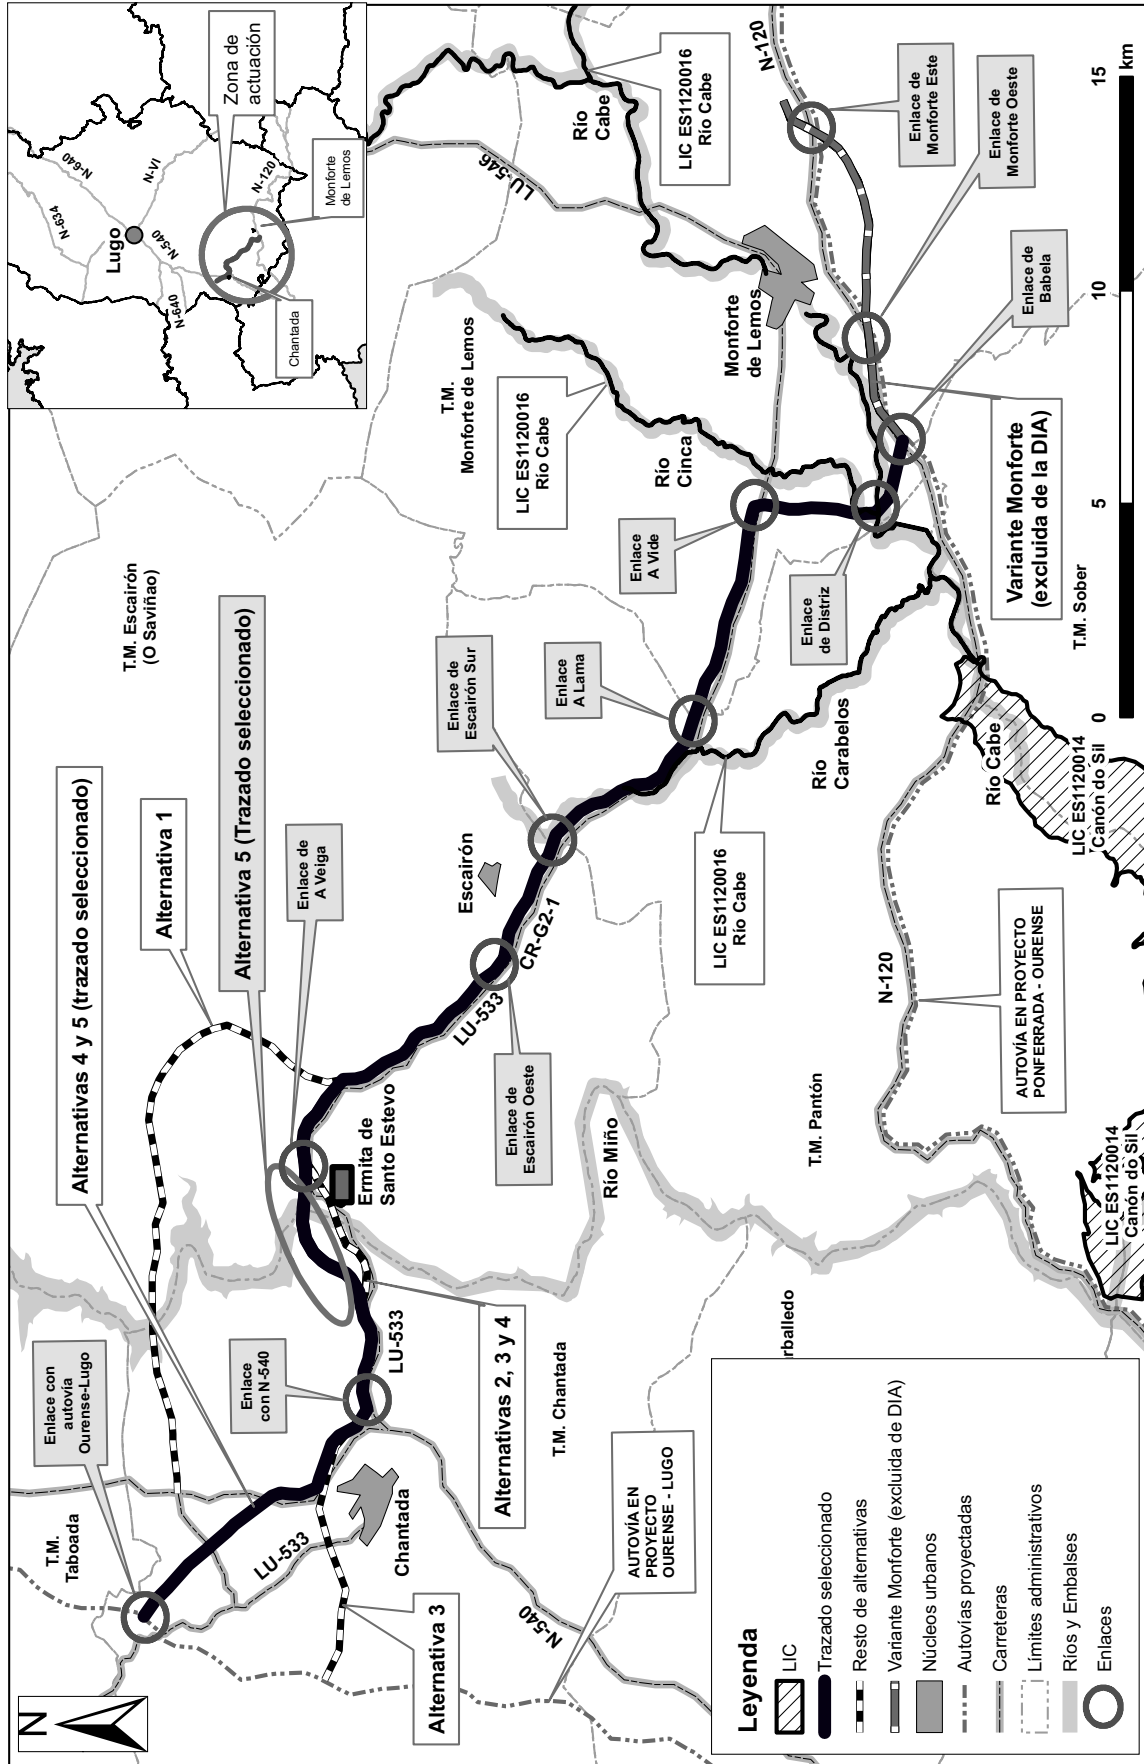 N
T.M.
Taboada
Enlace con
autovía
Ourense-Lugo
Alternativas 4 y 5 (trazado seleccionado)
Alternativa 1
Alternativa 5 (Trazado seleccionado)
Enlace de
A Veiga
T.M. Escairón
(O Saviñao)
Zona de
actuación
N-634
N-640
N-VI
Lugo
N-540
N-640
N-120
Chantada
Monforte
de Lemos
LU-533
Alternativa 3
Chantada
Enlace
con N-540
LU-533
Alternativas 2, 3 y 4
Ermita de
Santo Estevo
LU-533
CR-G2-1
Enlace de
Escairón Oeste
Escairón
Enlace de
Escairón Sur
Enlace
A Lama
Enlace
A Vide
Río
Cinca
LIC ES1120016
Río Cabe
T.M.
Monforte de Lemos
LU-546
Río
Cabe
LIC ES1120016
Río Cabe
N-120
Monforte
de Lemos
Enlace de
Monforte Este
Enlace de
Monforte Oeste
Enlace de
Babela
Variante Monforte
(excluida de la DIA)
Enlace
de Distriz
Río
Carabelos
LIC ES1120016
Río Cabe
T.M. Sober
Río Cabe
LIC ES1120014
Canón do Sil
N-120
AUTOVÍA EN PROYECTO
PONFERRADA - OURENSE
T.M. Pantón
Río Miño
LIC ES1120014
Canón do Sil
T.M. Chantada
rballedo
AUTOVÍA EN
PROYECTO
OURENSE - LUGO
N-540
Leyenda
LIC
Trazado seleccionado
Resto de alternativas
Variante Monforte (excluida de DIA)
Núcleos urbanos
Autovías proyectadas
Carreteras
Límites administrativos
Ríos y Embalses
Enlaces
0 5 10 15
km